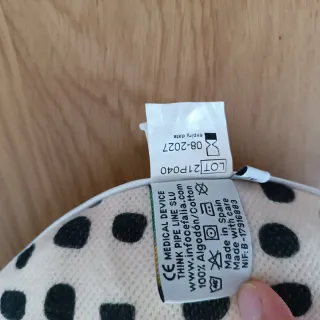 08-2027
expiry date
LOT 21P040
CE MEDICAL DEVICE
THINK PIPE LINE SLU
www.infocefalia.com
100% Algodón/Cotton
Made in Spain
Made with care
NIF: B-17916883